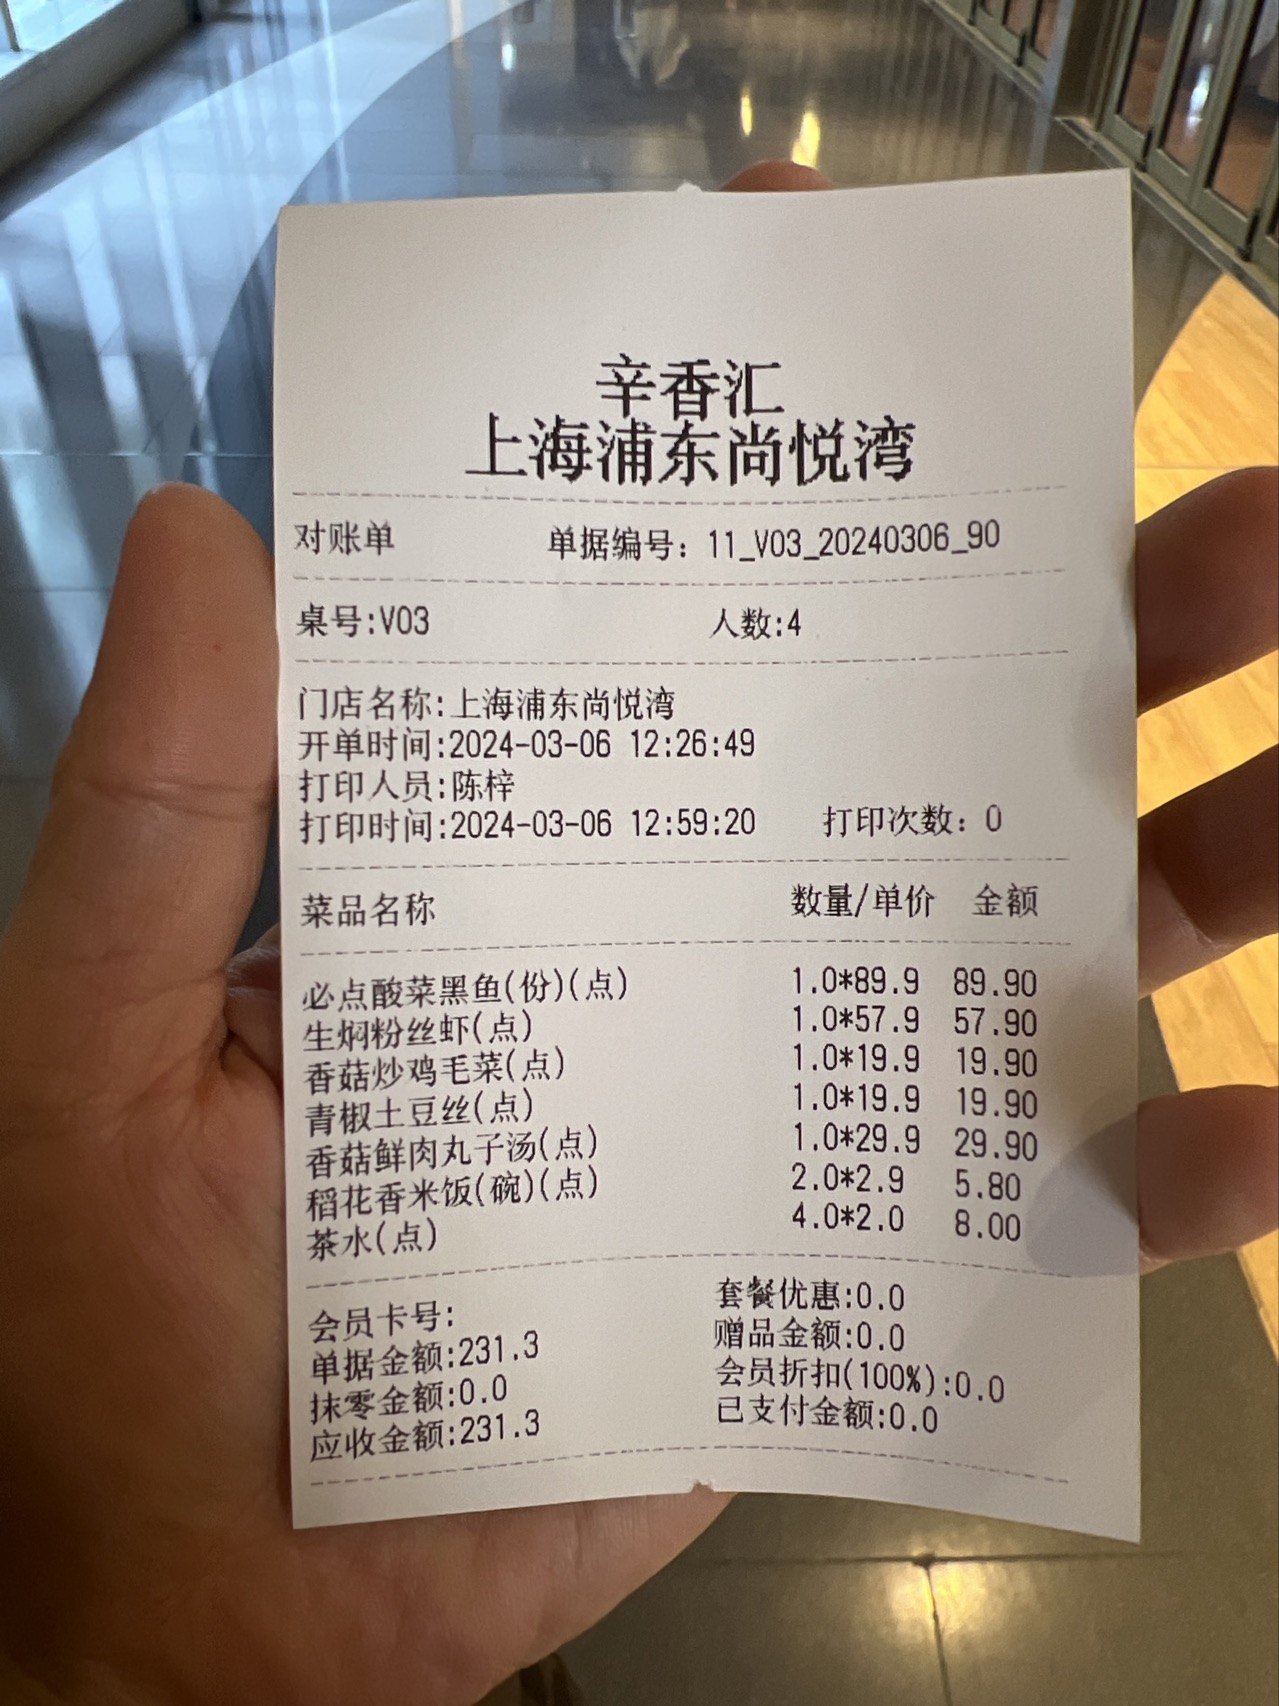 辛香汇
上海浦东尚悦湾
对账单 单据编号：11_V03_20240306_90
桌号:V03 人数:4
门店名称:上海浦东尚悦湾
开单时间:2024-03-06 12:26:49
打印人员:陈梓
打印时间:2024-03-06 12:59:20 打印次数：0
菜品名称 数量/单价 金额
必点酸菜黑鱼(份)(点) 1.0*89.9 89.90
生焖粉丝虾(点) 1.0*57.9 57.90
香菇炒鸡毛菜(点) 1.0*19.9 19.90
青椒土豆丝(点) 1.0*19.9 19.90
香菇鲜肉丸子汤(点) 1.0*29.9 29.90
稻花香米饭(碗)(点) 2.0*2.9 5.80
茶水(点) 4.0*2.0 8.00
会员卡号: 套餐优惠:0.0
单据金额:231.3 赠品金额:0.0
抹零金额:0.0 会员折扣(100%):0.0
应收金额:231.3 已支付金额:0.0